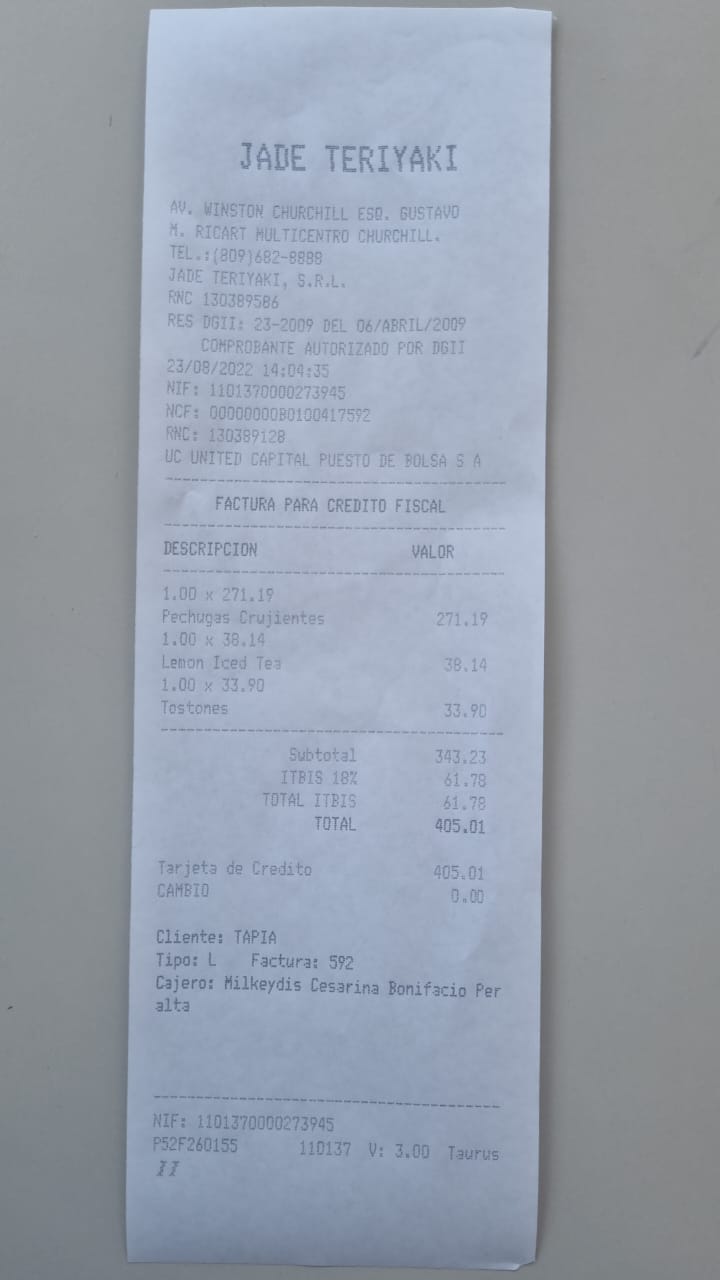 JADE TERIYAKI
AV. WINSTON CHURCHILL ESQ. GUSTAVO
M. RICART MULTICENTRO CHURCHILL.
TEL.:(809)682-8888
JADE TERIYAKI, S.R.L.
RNC 130389586
RES DGII: 23-2009 DEL 06/ABRIL/2009
COMPROBANTE AUTORIZADO POR DGII
23/08/2022 14:04:35
NIF: 1101370000273945
NCF: 00000000B0100417592
RNC: 130389128
UC UNITED CAPITAL PUESTO DE BOLSA S A
FACTURA PARA CREDITO FISCAL
DESCRIPCION VALOR
1.00 x 271.19
Pechugas Crujientes 271.19
1.00 x 38.14
Lemon Iced Tea 38.14
1.00 x 33.90
Tostones 33.90
Subtotal 343.23
ITBIS 18% 61.78
TOTAL ITBIS 61.78
TOTAL 405.01
Tarjeta de Credito 405.01
CAMBIO 0.00
Cliente: TAPIA
Tipo: L Factura: 592
Cajero: Milkeydis Cesarina Bonifacio Per
alta
NIF: 1101370000273945
P52F260155 110137 V: 3.00 Taurus